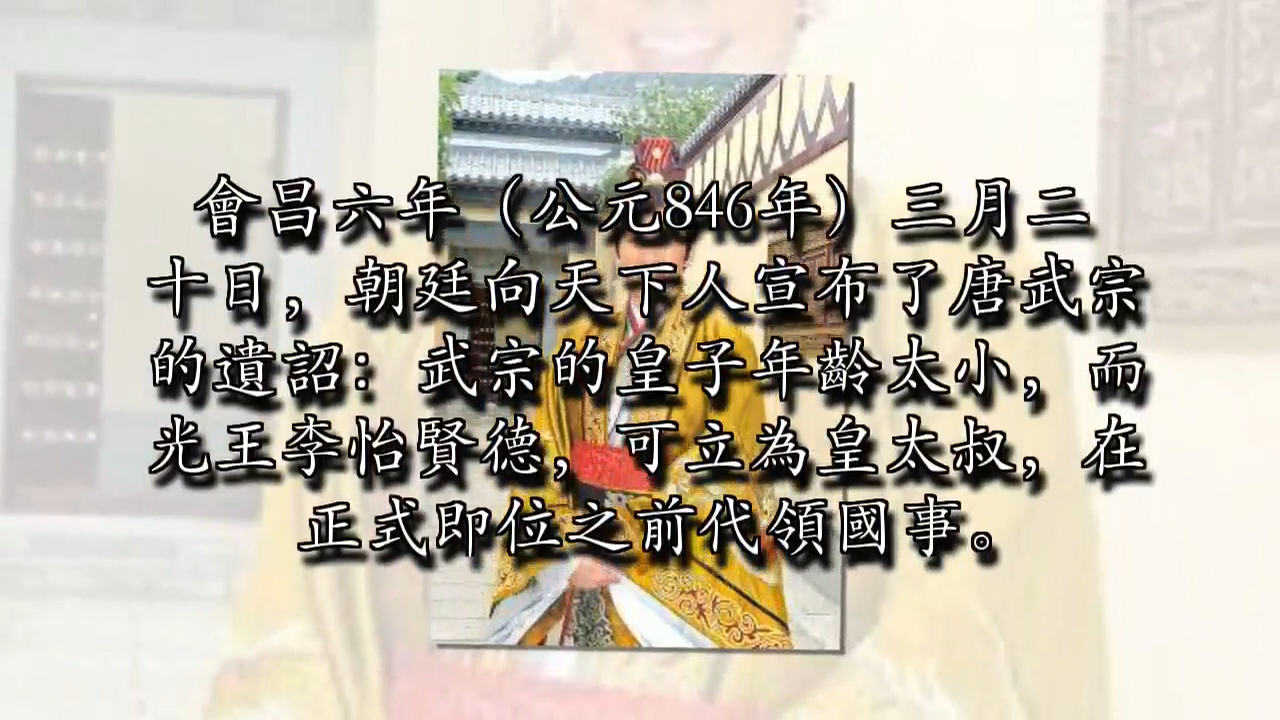 會昌六年（公元846年）三月二
十日，朝廷向天下人宣布了唐武宗
的遺詔：武宗的皇子年齡太小，而
光王李怡賢德，可立為皇太叔，在
正式即位之前代領國事。